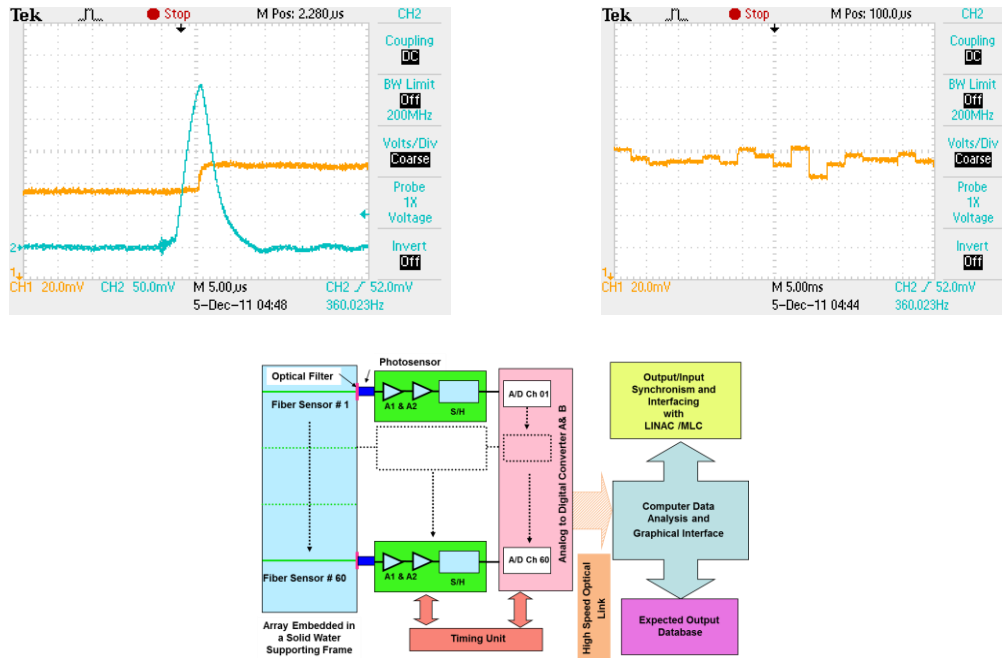 Tek
Stop
M Pos: 2.280µs
CH2
Coupling
DC
BW Limit
Off
200MHz
Volts/Div
Coarse
Probe
1X
Voltage
Invert
Off
2
1
CH1 20.0mV
CH2 50.0mV
M 5.00µs
CH2 ∕ 52.0mV
5-Dec-11 04:48
360.023Hz
Tek
Stop
M Pos: 100.0µs
CH2
Coupling
DC
BW Limit
Off
200MHz
Volts/Div
Coarse
Probe
1X
Voltage
Invert
Off
1
CH1 20.0mV
M 5.00ms
CH2 ∕ 52.0mV
5-Dec-11 04:44
360.023Hz
Photosensor
Optical Filter
Fiber Sensor # 1
A1 & A2
S/H
A/D Ch 01
Analog to Digital Converter A& B
Output/Input
Synchronism and
Interfacing
with
LINAC /MLC
Computer Data
Analysis and
Graphical Interface
Fiber Sensor # 60
A1 & A2
S/H
A/D Ch 60
High Speed Optical
Link
Expected Output
Database
Array Embedded in
a Solid Water
Supporting Frame
Timing Unit